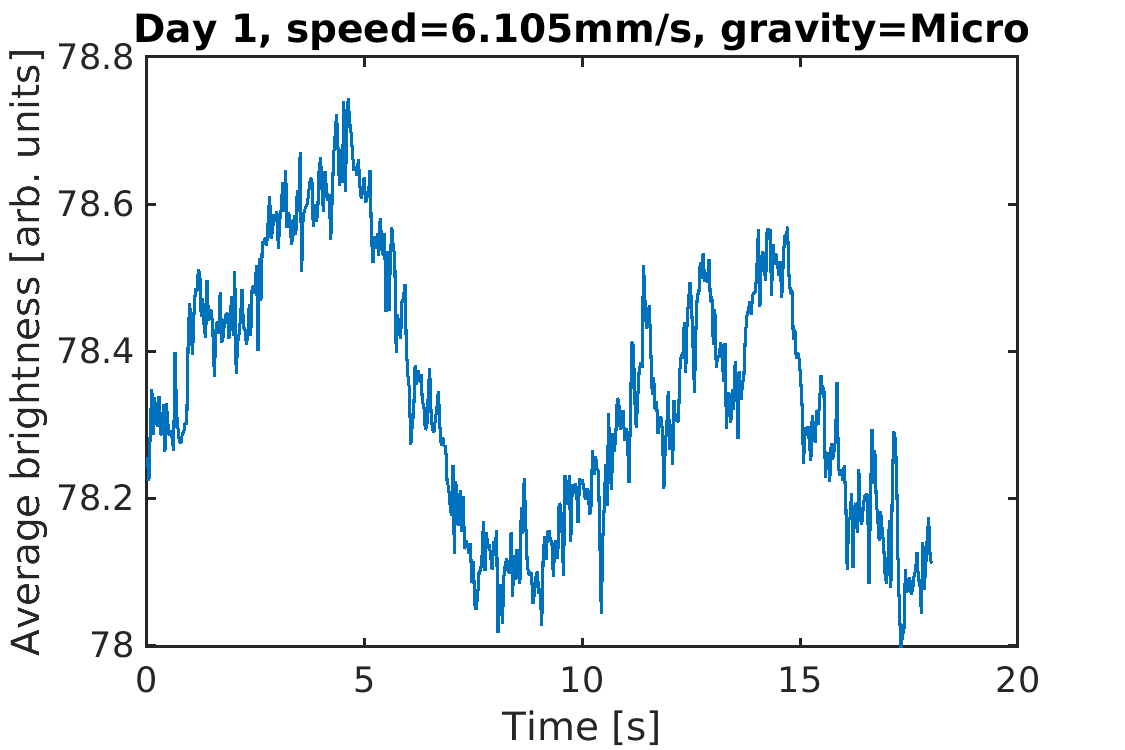 Day 1, speed=6.105mm/s, gravity=Micro
Average brightness [arb. units]
78.8
78.6
78.4
78.2
78
0 5 10 15 20
Time [s]